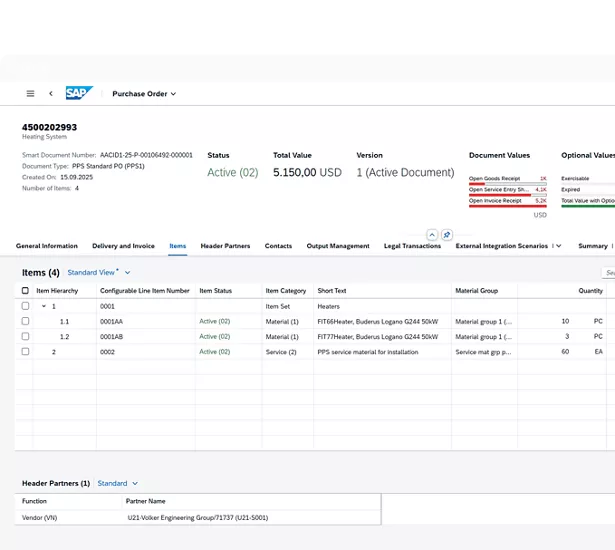 SAP Purchase Order
4500202993
Heating System
Smart Document Number: AACID1-25-P-00106492-000001
Document Type: PPS Standard PO (PPS1)
Created On: 15.09.2025
Number of Items: 4
Status
Active (02)
Total Value
5.150,00 USD
Version
1 (Active Document)
Document Values
Open Goods Receipt 1K
Open Service Entry Sh... 4,1K
Open Invoice Receipt 5,2K
USD
Optional Values
Exercisable
Expired
Total Value with Optio
General Information Delivery and Invoice Items Header Partners Contacts Output Management Legal Transactions External Integration Scenarios Summary
Items (4) Standard View*
Item Hierarchy Configurable Line Item Number Item Status Item Category Short Text Material Group Quantity
1 0001 Item Set Heaters
1.1 0001AA Active (02) Material (1) FIT66Heater, Buderus Logano G244 50kW Material group 1 (... 10 PC
1.2 0001AB Active (02) Material (1) FIT77Heater, Buderus Logano G244 50kW Material group 1 (... 3 PC
2 0002 Active (02) Service (2) PPS service material for installation Service mat grp p... 60 EA
Header Partners (1) Standard
Function Partner Name
Vendor (VN) U21-Volker Engineering Group/71737 (U21-S001)